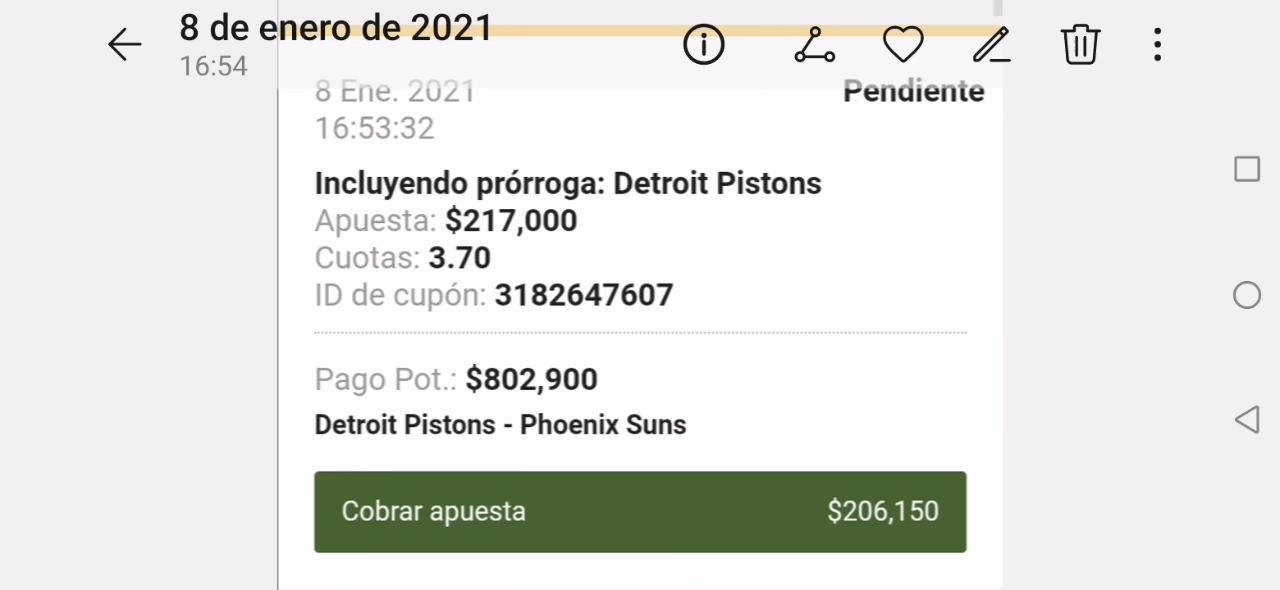 8 de enero de 2021
16:54
8 Ene. 2021
Pendiente
16:53:32
Incluyendo prórroga: Detroit Pistons
Apuesta: $217,000
Cuotas: 3.70
ID de cupón: 3182647607
Pago Pot.: $802,900
Detroit Pistons - Phoenix Suns
Cobrar apuesta $206,150